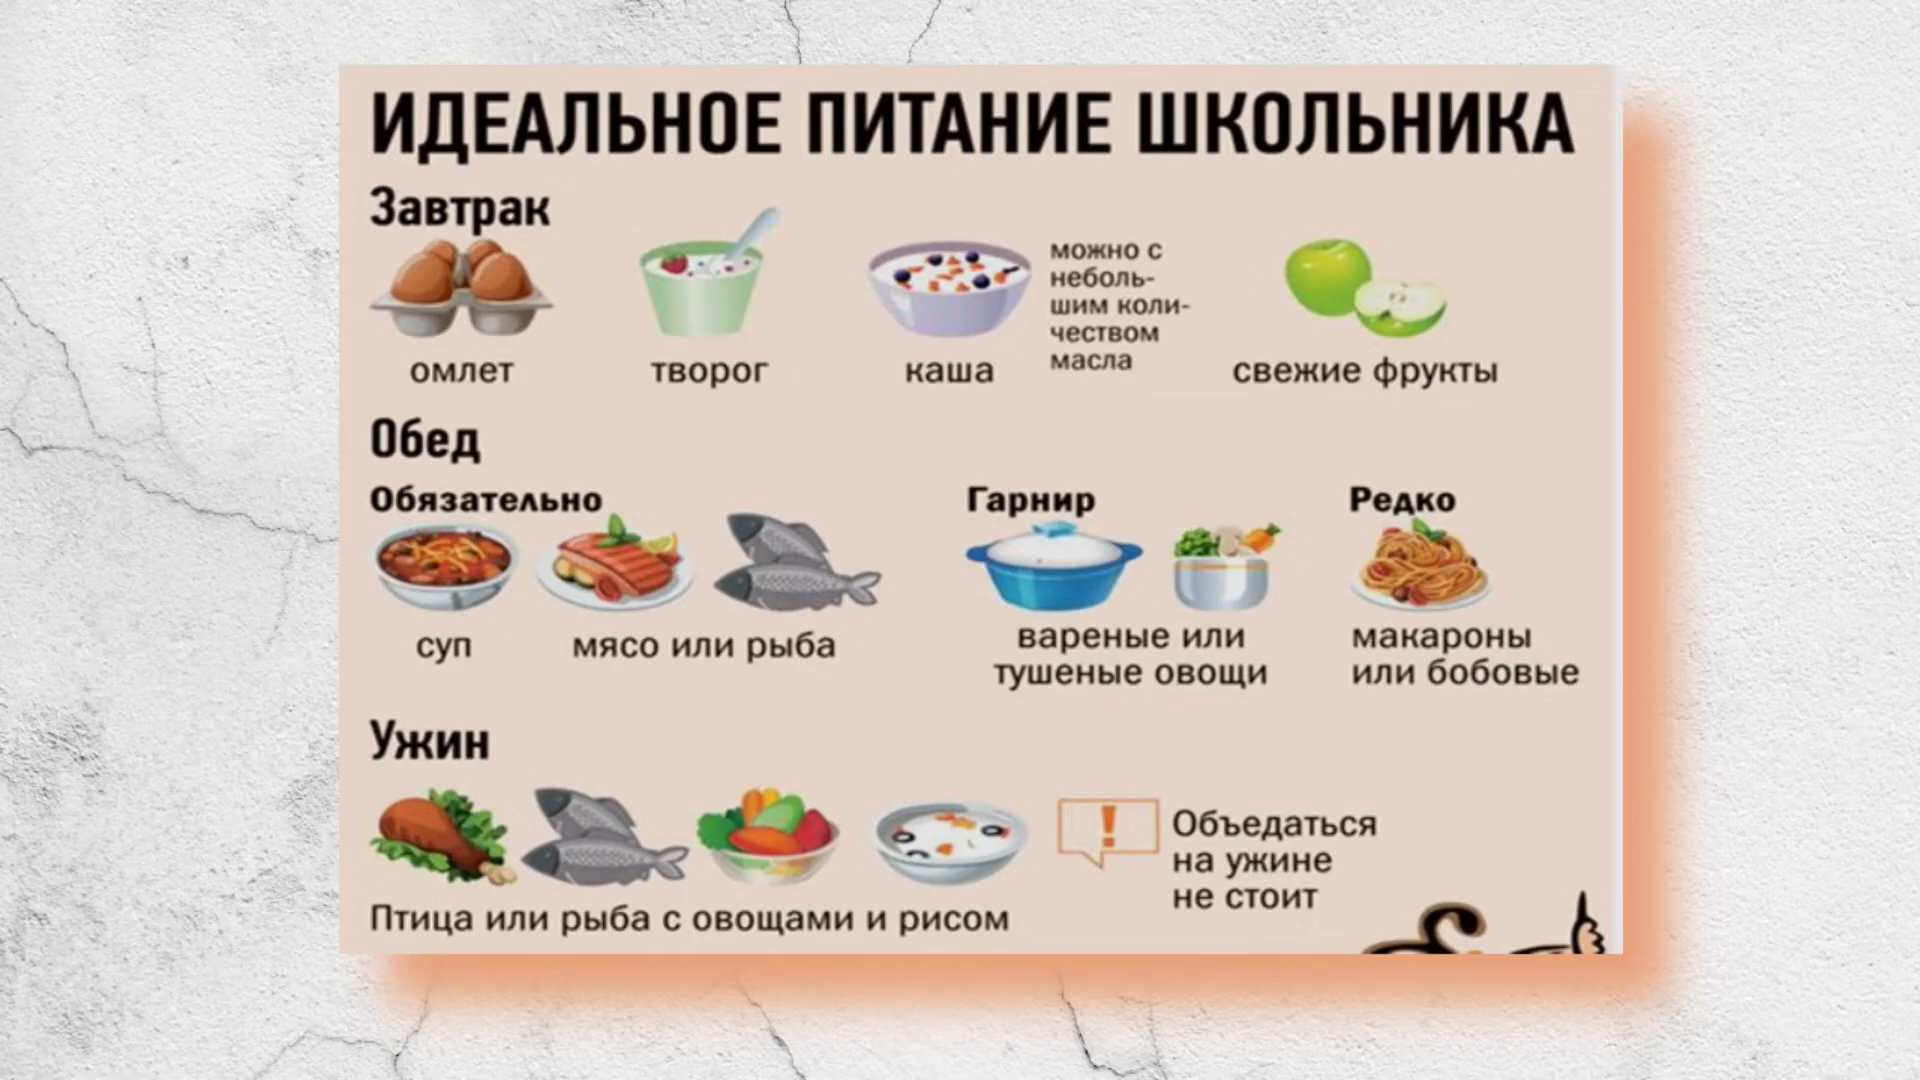 ИДЕАЛЬНОЕ ПИТАНИЕ ШКОЛЬНИКА
Завтрак
омлет
творог
каша
можно с
неболь-
шим коли-
чеством
масла
свежие фрукты
Обед
Обязательно
суп
мясо или рыба
Гарнир
вареные или
тушеные овощи
Редко
макароны
или бобовые
Ужин
Птица или рыба с овощами и рисом
!
Объедаться
на ужине
не стоит